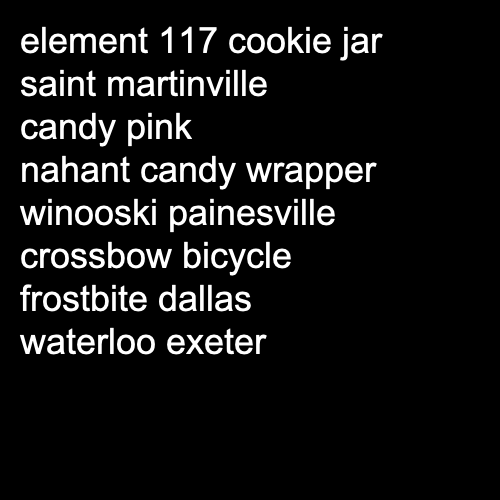 element 117 cookie jar
saint martinville
candy pink
nahant candy wrapper
winooski painesville
crossbow bicycle
frostbite dallas
waterloo exeter